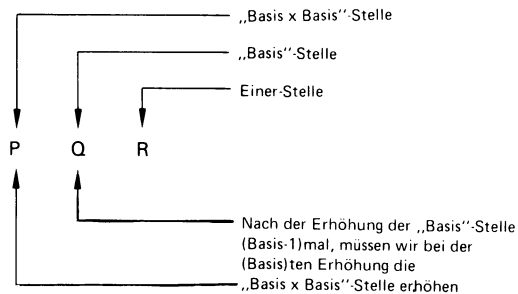 „Basis x Basis"-Stelle
„Basis"-Stelle
Einer-Stelle
P Q R
Nach der Erhöhung der „Basis"-Stelle
(Basis-1)mal, müssen wir bei der
(Basis)ten Erhöhung die
„Basis x Basis"-Stelle erhöhen